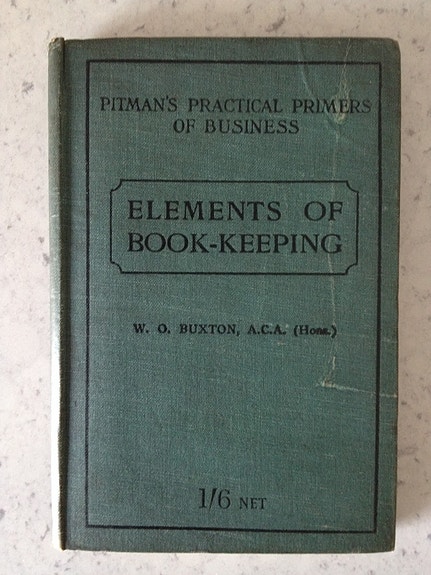 PITMAN'S PRACTICAL PRIMERS
OF BUSINESS
ELEMENTS OF
BOOK-KEEPING
W. O. BUXTON, A.C.A. (Hons.)
1/6 NET